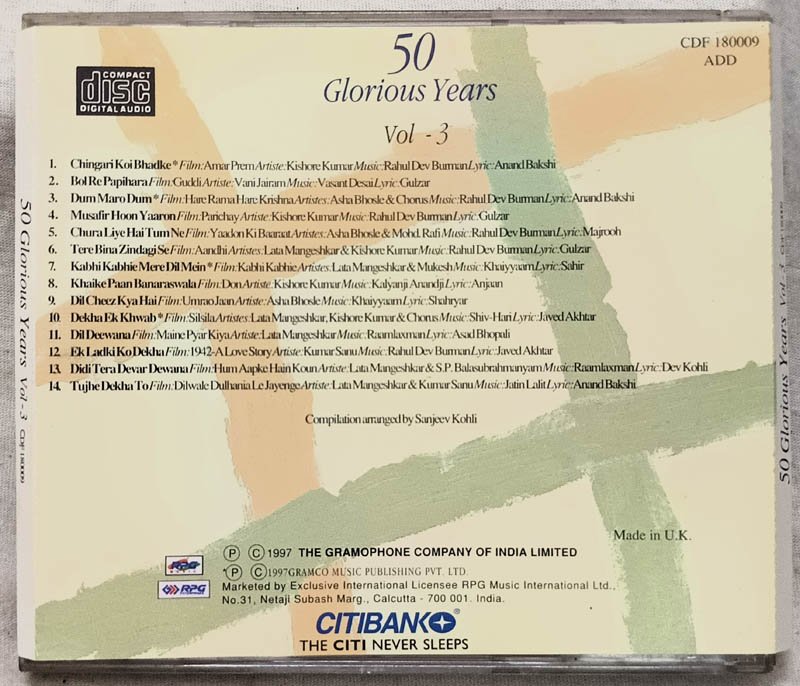 50
Glorious Years
Vol - 3
CDF 180009
ADD
COMPACT
disc
DIGITAL AUDIO
1. Chingari Koi Bhadke * Film: Amar Prem Artiste: Kishore Kumar Music: Rahul Dev Burman Lyric: Anand Bakshi
2. Bol Re Papihara Film: Guddi Artiste: Vani Jairam Music: Vasant Desai Lyric: Gulzar
3. Dum Maro Dum * Film: Hare Rama Hare Krishna Artistes: Asha Bhosle & Chorus Music: Rahul Dev Burman Lyric: Anand Bakshi
4. Musafir Hoon Yaaron Film: Parichay Artiste: Kishore Kumar Music: Rahul Dev Burman Lyric: Gulzar
5. Chura Liye Hai Tum Ne Film: Yaadon Ki Baaraat Artistes: Asha Bhosle & Mohd. Rafi Music: Rahul Dev Burman Lyric: Majrooh
6. Tere Bina Zindagi Se Film: Aandhi Artistes: Lata Mangeshkar & Kishore Kumar Music: Rahul Dev Burman Lyric: Gulzar
7. Kabhi Kabhie Mere Dil Mein * Film: Kabhi Kabhie Artistes: Lata Mangeshkar & Mukesh Music: Khaiyyaam Lyric: Sahir
8. Khaike Paan Banaraswala Film: Don Artiste: Kishore Kumar Music: Kalyanji Anandji Lyric: Anjaan
9. Dil Cheez Kya Hai Film: Umrao Jaan Artiste: Asha Bhosle Music: Khaiyyaam Lyric: Shahryar
10. Dekha Ek Khwab * Film: Silsila Artistes: Lata Mangeshkar, Kishore Kumar & Chorus Music: Shiv-Hari Lyric: Javed Akhtar
11. Dil Deewana Film: Maine Pyar Kiya Artiste: Lata Mangeshkar Music: Raamlaxman Lyric: Asad Bhopali
12. Ek Ladki Ko Dekha Film: 1942-A Love Story Artiste: Kumar Sanu Music: Rahul Dev Burman Lyric: Javed Akhtar
13. Didi Tera Devar Dewana Film: Hum Aapke Hain Koun Artiste: Lata Mangeshkar & S.P. Balasubrahmanyam Music: Raamlaxman Lyric: Dev Kohli
14. Tujhe Dekha To Film: Dilwale Dulhania Le Jayenge Artiste: Lata Mangeshkar & Kumar Sanu Music: Jatin Lalit Lyric: Anand Bakshi
Compilation arranged by Sanjeev Kohli
Made in U.K.
Ⓟ Ⓒ 1997 THE GRAMOPHONE COMPANY OF INDIA LIMITED
*Ⓟ Ⓒ 1997 GRAMCO MUSIC PUBLISHING PVT. LTD.
Marketed by Exclusive International Licensee RPG Music International Ltd.,
No.31, Netaji Subash Marg., Calcutta - 700 001. India.
RPG
MUSIC
RPG
CITIBANK®
THE CITI NEVER SLEEPS
50 Glorious Years Vol - 3 CDF 180009
50 Glorious Years Vol - 3 CDF 180009